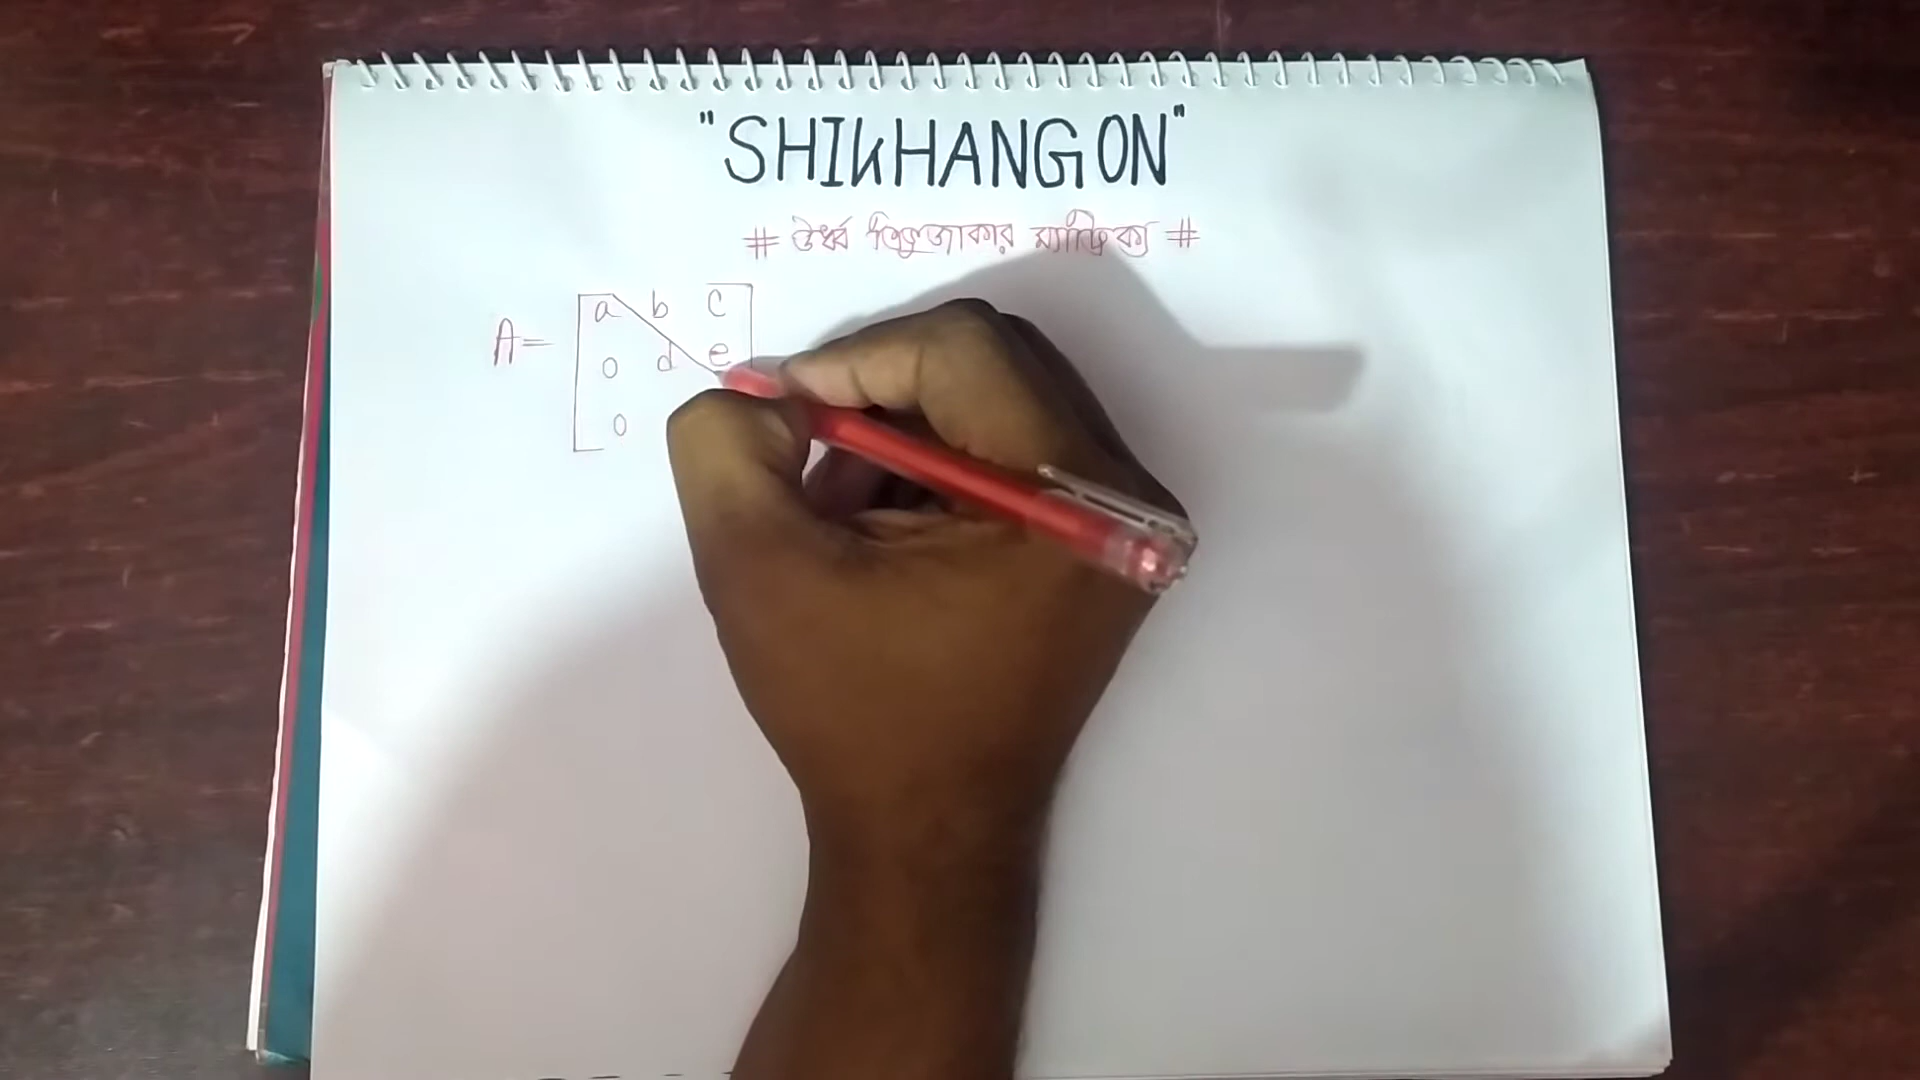 "SHIKHANGON"
# ঊর্ধ্ব ত্রিভুজাকার ম্যাট্রিক্স #
a b c
A=
0 d e
0